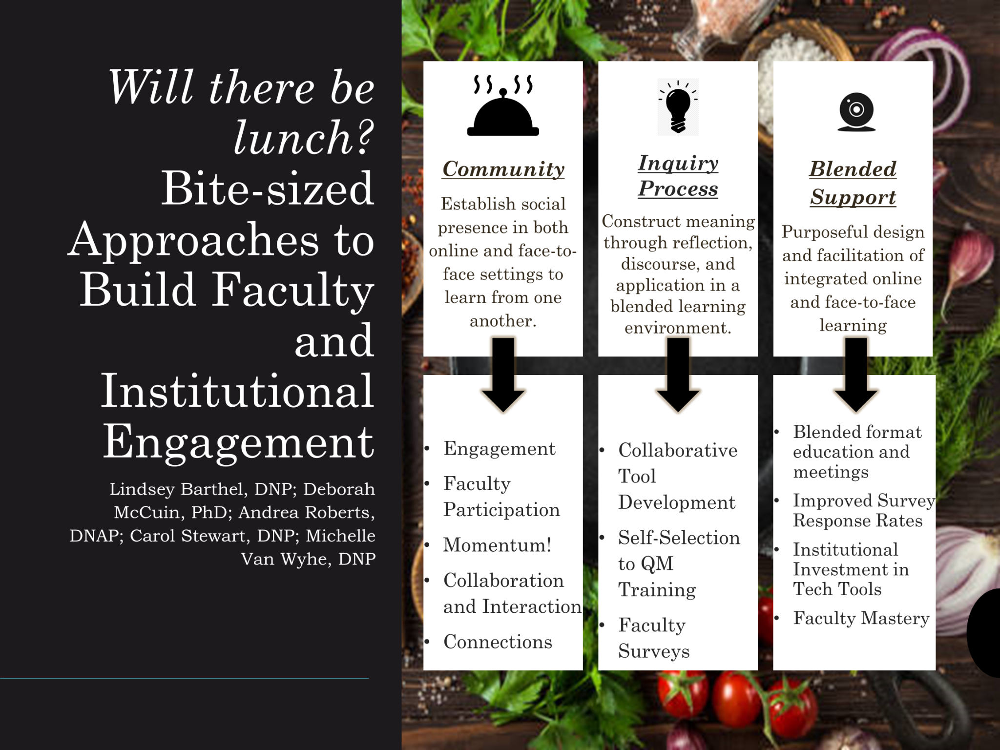 Will there be
lunch?
Bite-sized
Approaches to
Build Faculty
and
Institutional
Engagement
Lindsey Barthel, DNP; Deborah
McCuin, PhD; Andrea Roberts,
DNAP; Carol Stewart, DNP; Michelle
Van Wyhe, DNP
Community
Establish social
presence in both
online and face-to-
face settings to
learn from one
another.
Inquiry
Process
Construct meaning
through reflection,
discourse, and
application in a
blended learning
environment.
Blended
Support
Purposeful design
and facilitation of
integrated online
and face-to-face
learning
• Engagement
• Faculty
Participation
• Momentum!
• Collaboration
and Interaction
• Connections
• Collaborative
Tool
Development
• Self-Selection
to QM
Training
• Faculty
Surveys
• Blended format
education and
meetings
• Improved Survey
Response Rates
• Institutional
Investment in
Tech Tools
• Faculty Mastery